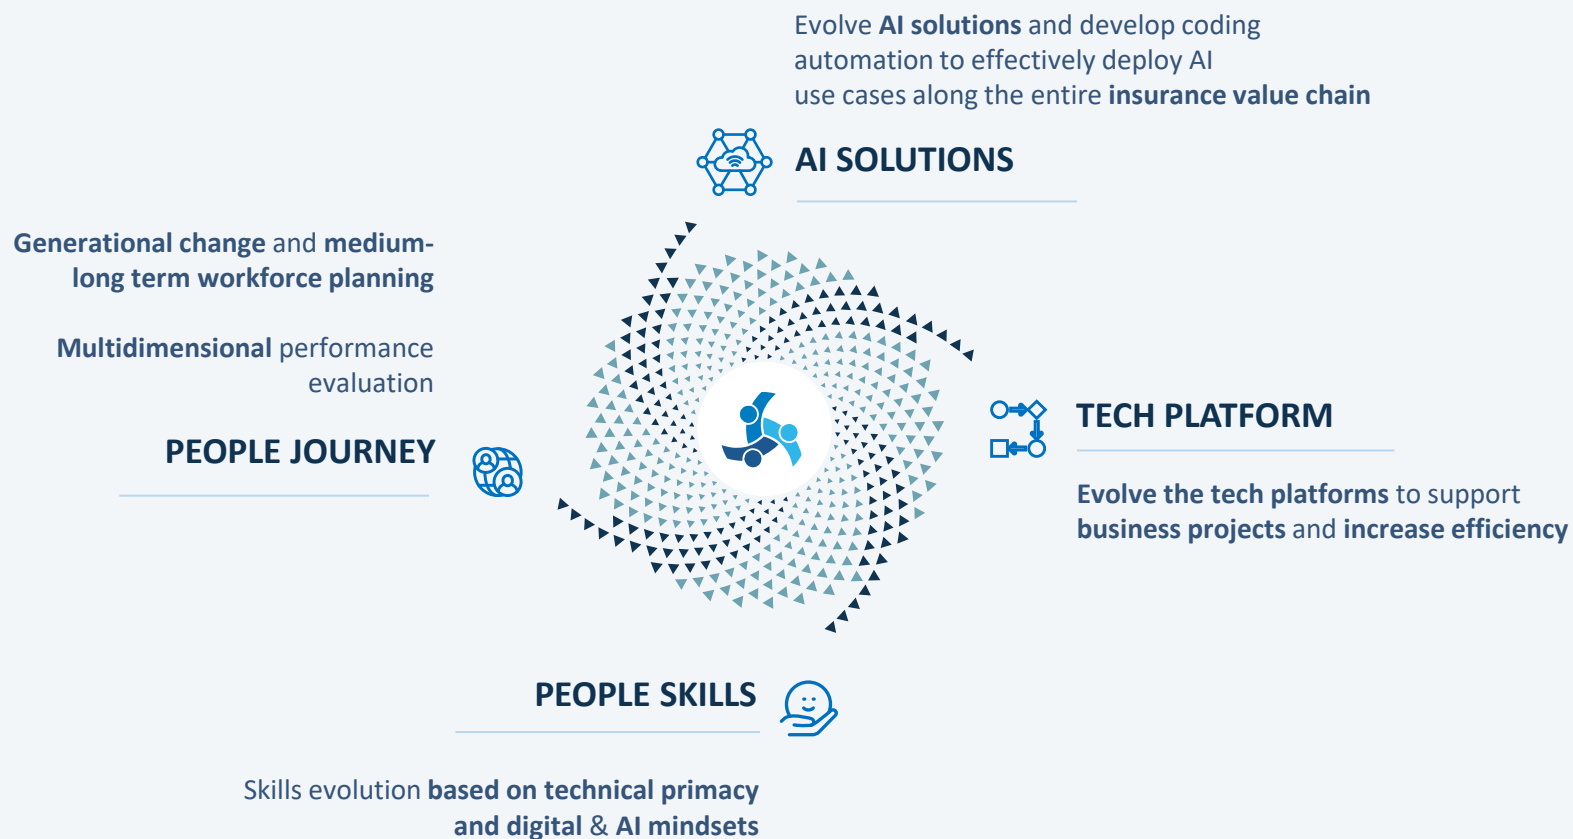 Evolve AI solutions and develop coding
automation to effectively deploy AI
use cases along the entire insurance value chain
AI SOLUTIONS
Generational change and medium-
long term workforce planning
Multidimensional performance
evaluation
PEOPLE JOURNEY
TECH PLATFORM
Evolve the tech platforms to support
business projects and increase efficiency
PEOPLE SKILLS
Skills evolution based on technical primacy
and digital & AI mindsets